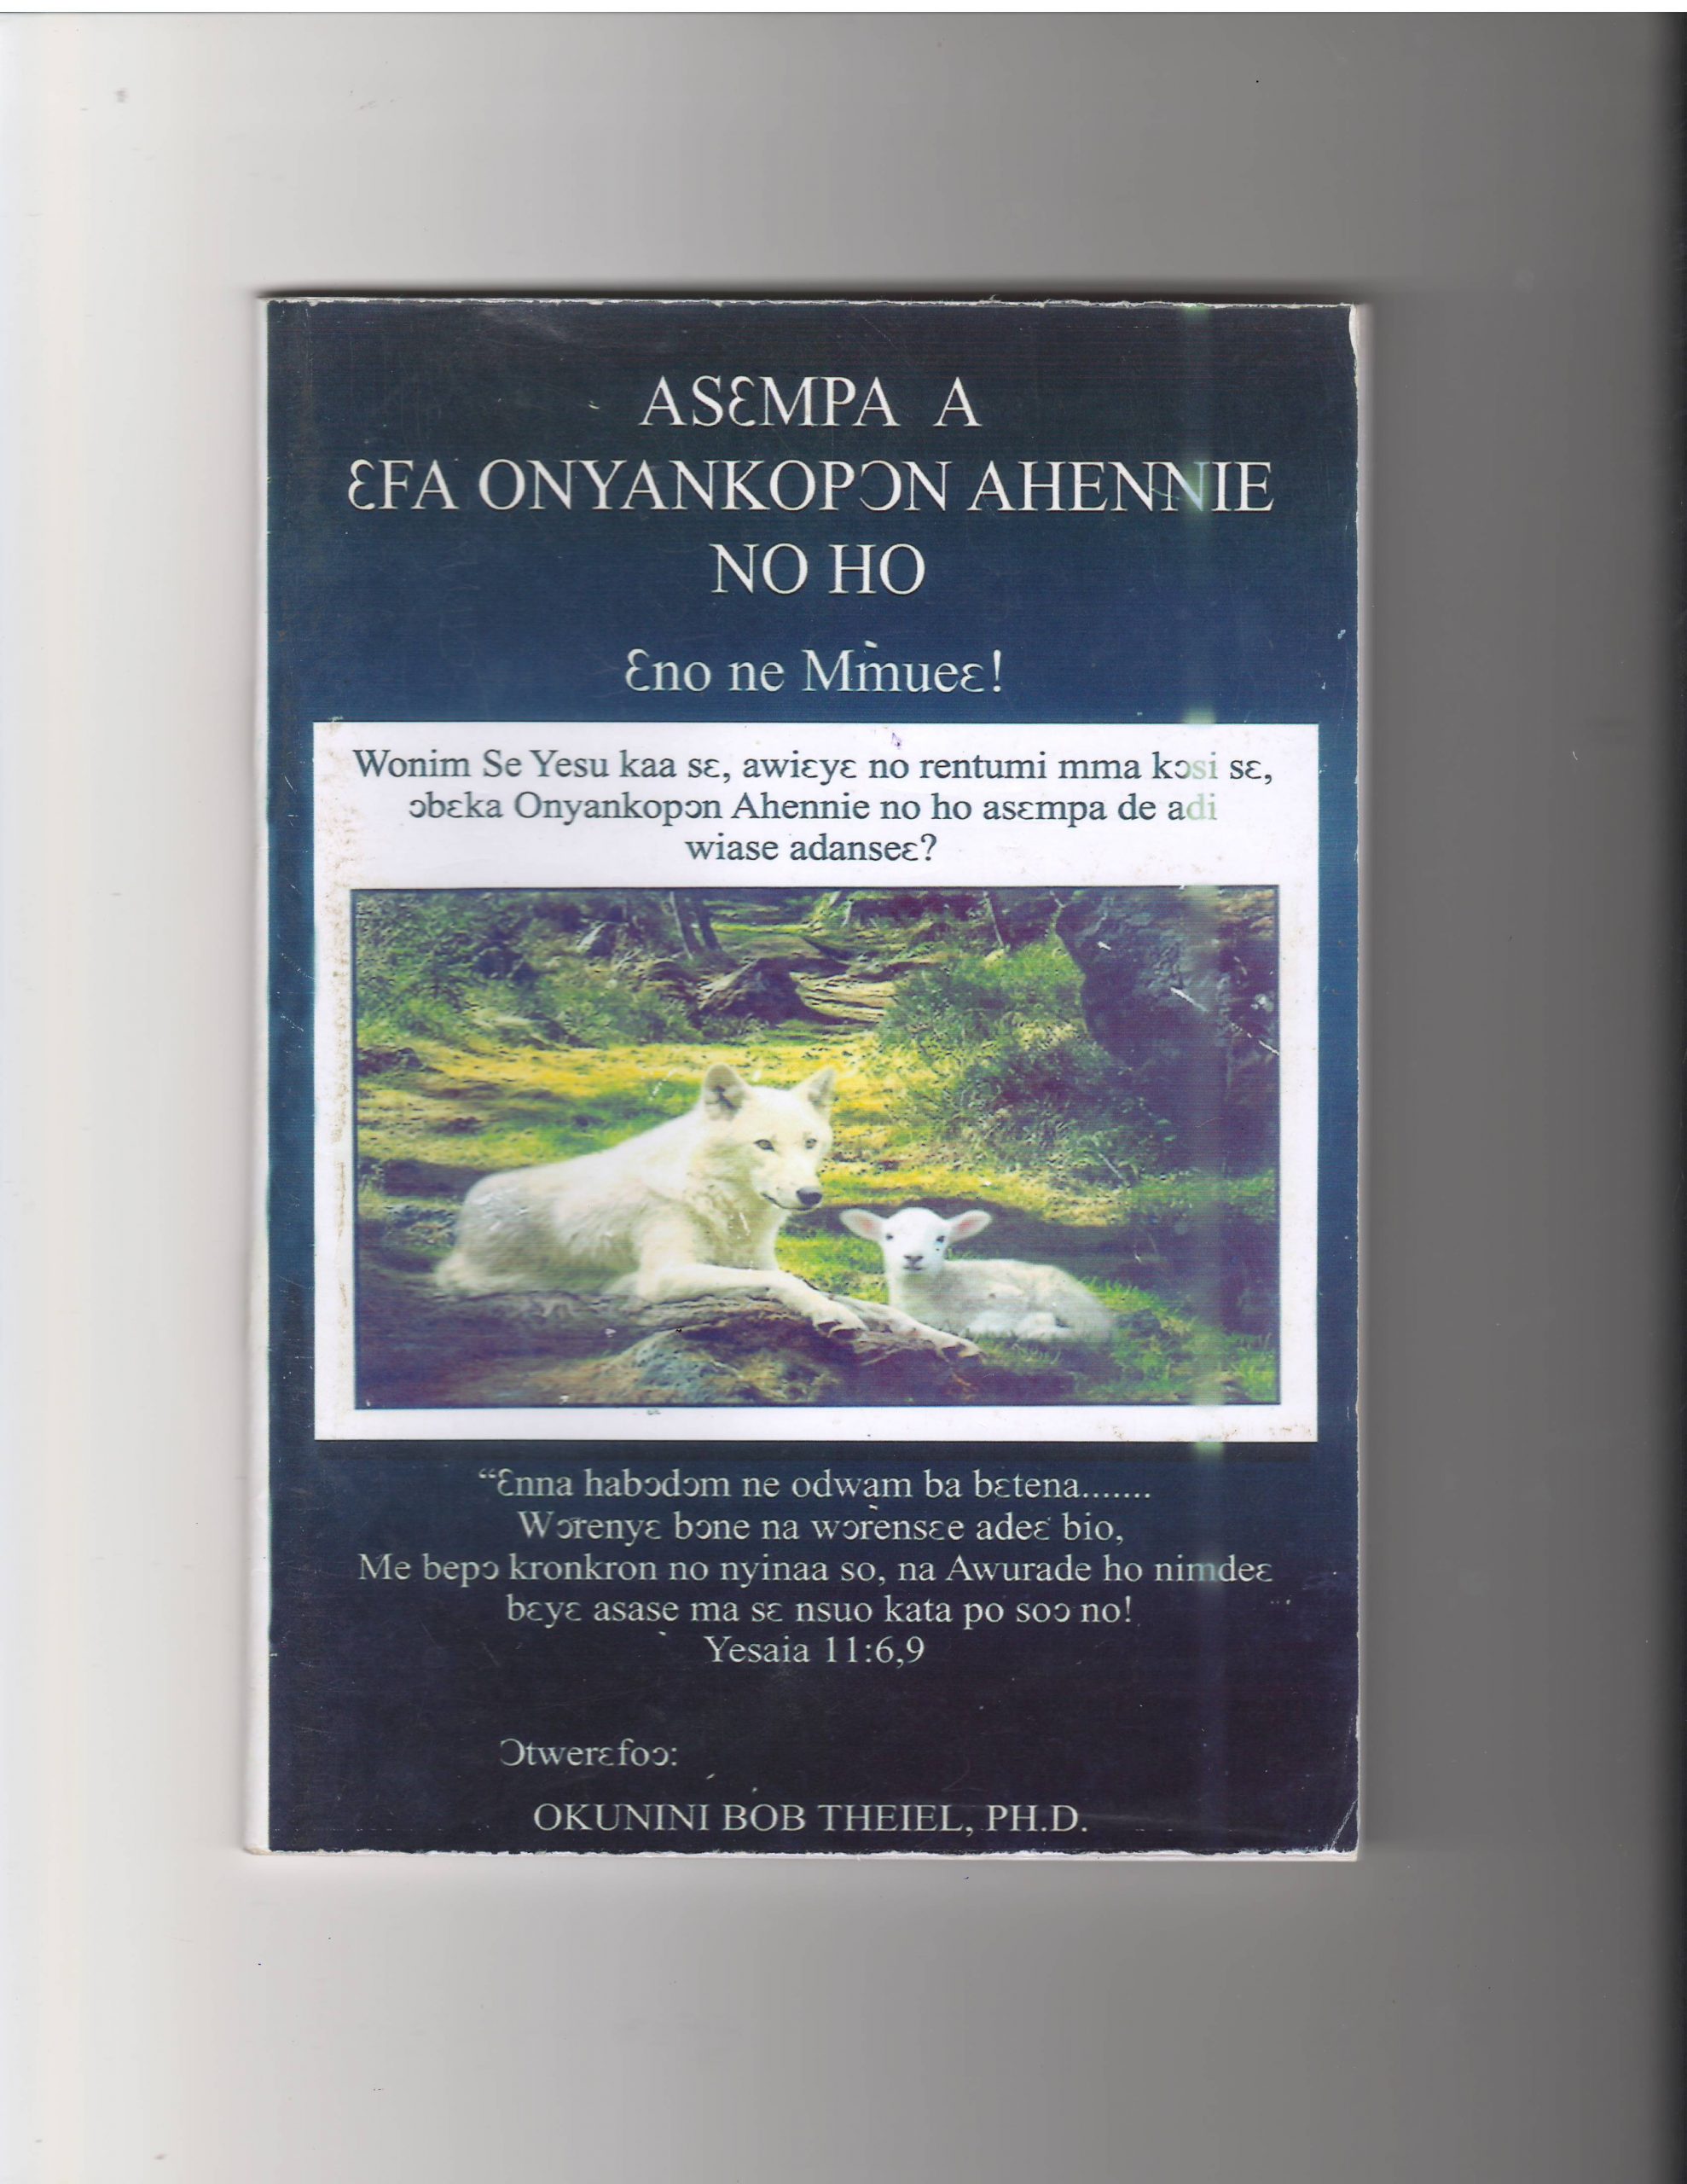 ASƐMPA A
ƐFA ONYANKOPƆN AHENNIE
NO HO
Ɛno ne Mmueɛ!
Wonim Se Yesu kaa sɛ, awiɛyɛ no rentumi mma kɔsi sɛ,
ɔbɛka Onyankopɔn Ahennie no ho asɛmpa de adi
wiase adanseɛ?
“Ɛnna habɔdɔm ne odwam ba bɛtena.......
Wɔrenyɛ bɔne na wɔrensɛe adeɛ bio,
Me bepɔ kronkron no nyinaa so, na Awurade ho nimdeɛ
bɛyɛ asase ma sɛ nsuo kata po soɔ no!
Yesaia 11:6,9
Ɔtwerɛfoɔ:
OKUNINI BOB THEIEL, PH.D.